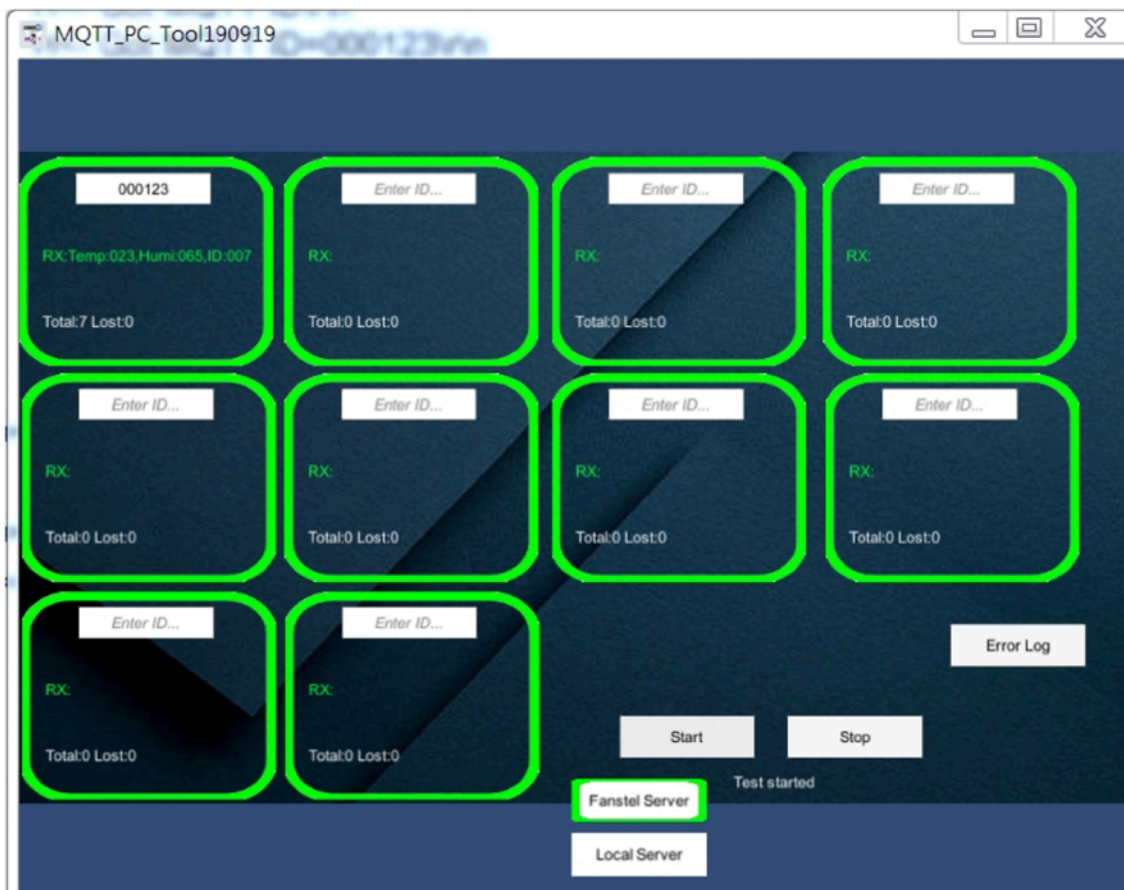 MQTT_PC_Tool190919
000123
Enter ID...
Enter ID...
Enter ID...
RX:Temp:023,Humi:065,ID:007
RX:
RX:
RX:
Total:7 Lost:0
Total:0 Lost:0
Total:0 Lost:0
Total:0 Lost:0
Enter ID...
Enter ID...
Enter ID...
Enter ID...
RX:
RX:
RX:
RX:
Total:0 Lost:0
Total:0 Lost:0
Total:0 Lost:0
Total:0 Lost:0
Enter ID...
Enter ID...
Error Log
RX:
RX:
Start
Stop
Total:0 Lost:0
Total:0 Lost:0
Test started
Fanstel Server
Local Server